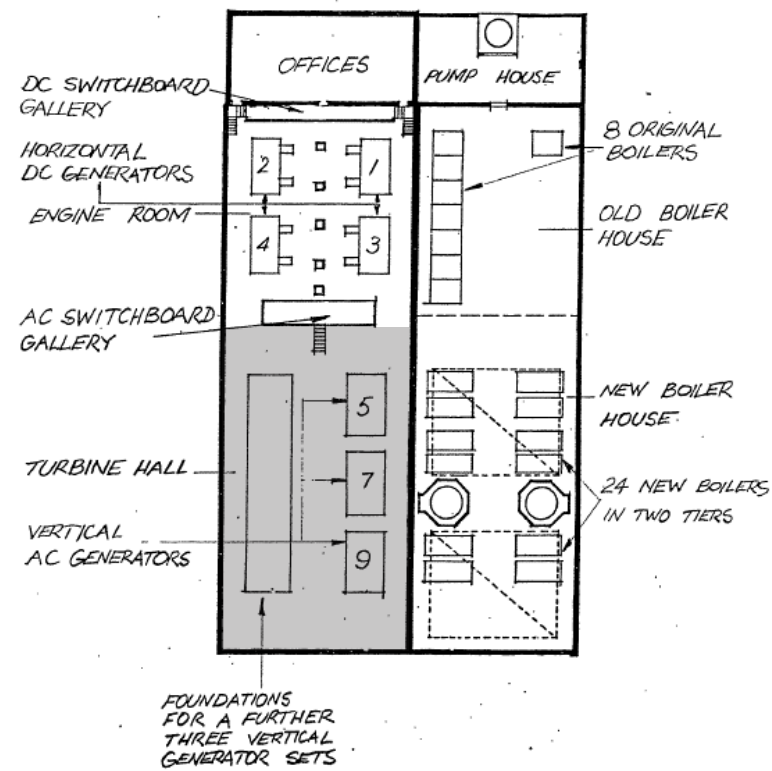 OFFICES
PUMP HOUSE
DC SWITCHBOARD
GALLERY
8 ORIGINAL
BOILERS
HORIZONTAL
DC GENERATORS
2
1
ENGINE ROOM
OLD BOILER
HOUSE
4
3
AC SWITCHBOARD
GALLERY
NEW BOILER
HOUSE.
5
TURBINE HALL
7
24 NEW BOILERS
IN TWO TIERS
VERTICAL
AC GENERATORS
9
FOUNDATIONS
FOR A FURTHER
THREE VERTICAL
GENERATOR SETS